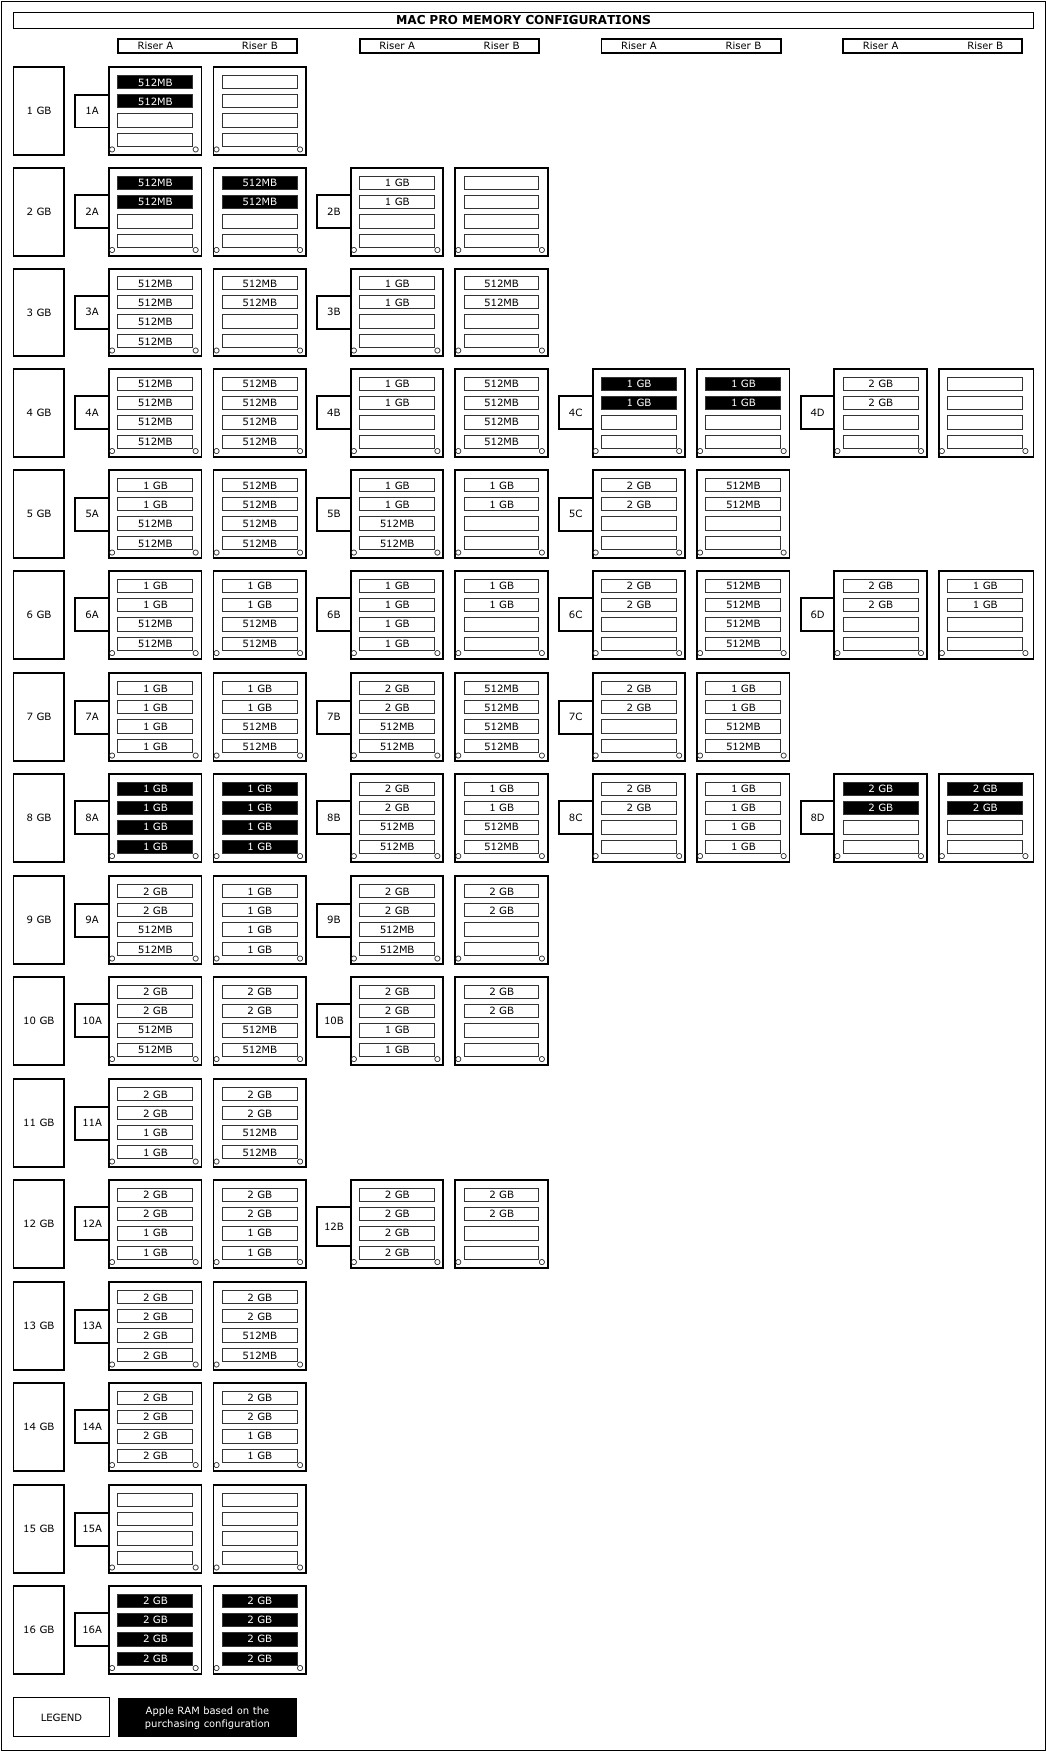 MAC PRO MEMORY CONFIGURATIONS
Riser A Riser B Riser A Riser B Riser A Riser B Riser A Riser B
512MB
512MB
1 GB 1A
512MB 512MB 1 GB
512MB 512MB 1 GB
2 GB 2A 2B
512MB 512MB 1 GB 512MB
512MB 512MB 1 GB 512MB
3 GB 3A 3B
512MB
512MB
512MB 512MB 1 GB 512MB 1 GB 1 GB 2 GB
512MB 512MB 1 GB 512MB 1 GB 1 GB 2 GB
4 GB 4A 4B 4C 4D
512MB 512MB 512MB
512MB 512MB 512MB
1 GB 512MB 1 GB 1 GB 2 GB 512MB
1 GB 512MB 1 GB 1 GB 2 GB 512MB
5 GB 5A 5B 5C
512MB 512MB 512MB
512MB 512MB 512MB
1 GB 1 GB 1 GB 1 GB 2 GB 512MB 2 GB 1 GB
1 GB 1 GB 1 GB 1 GB 2 GB 512MB 2 GB 1 GB
6 GB 6A 6B 6C 6D
512MB 512MB 1 GB 512MB
512MB 512MB 1 GB 512MB
1 GB 1 GB 2 GB 512MB 2 GB 1 GB
1 GB 1 GB 2 GB 512MB 2 GB 1 GB
7 GB 7A 7B 7C
1 GB 512MB 512MB 512MB 512MB
1 GB 512MB 512MB 512MB 512MB
1 GB 1 GB 2 GB 1 GB 2 GB 1 GB 2 GB 2 GB
1 GB 1 GB 2 GB 1 GB 2 GB 1 GB 2 GB 2 GB
8 GB 8A 8B 8C 8D
1 GB 1 GB 512MB 512MB 1 GB
1 GB 1 GB 512MB 512MB 1 GB
2 GB 1 GB 2 GB 2 GB
2 GB 1 GB 2 GB 2 GB
9 GB 9A 9B
512MB 1 GB 512MB
512MB 1 GB 512MB
2 GB 2 GB 2 GB 2 GB
2 GB 2 GB 2 GB 2 GB
10 GB 10A 10B
512MB 512MB 1 GB
512MB 512MB 1 GB
2 GB 2 GB
2 GB 2 GB
11 GB 11A
1 GB 512MB
1 GB 512MB
2 GB 2 GB 2 GB 2 GB
2 GB 2 GB 2 GB 2 GB
12 GB 12A 12B
1 GB 1 GB 2 GB
1 GB 1 GB 2 GB
2 GB 2 GB
2 GB 2 GB
13 GB 13A
2 GB 512MB
2 GB 512MB
2 GB 2 GB
2 GB 2 GB
14 GB 14A
2 GB 1 GB
2 GB 1 GB
15 GB 15A
2 GB 2 GB
2 GB 2 GB
16 GB 16A
2 GB 2 GB
2 GB 2 GB
LEGEND
Apple RAM based on the
purchasing configuration